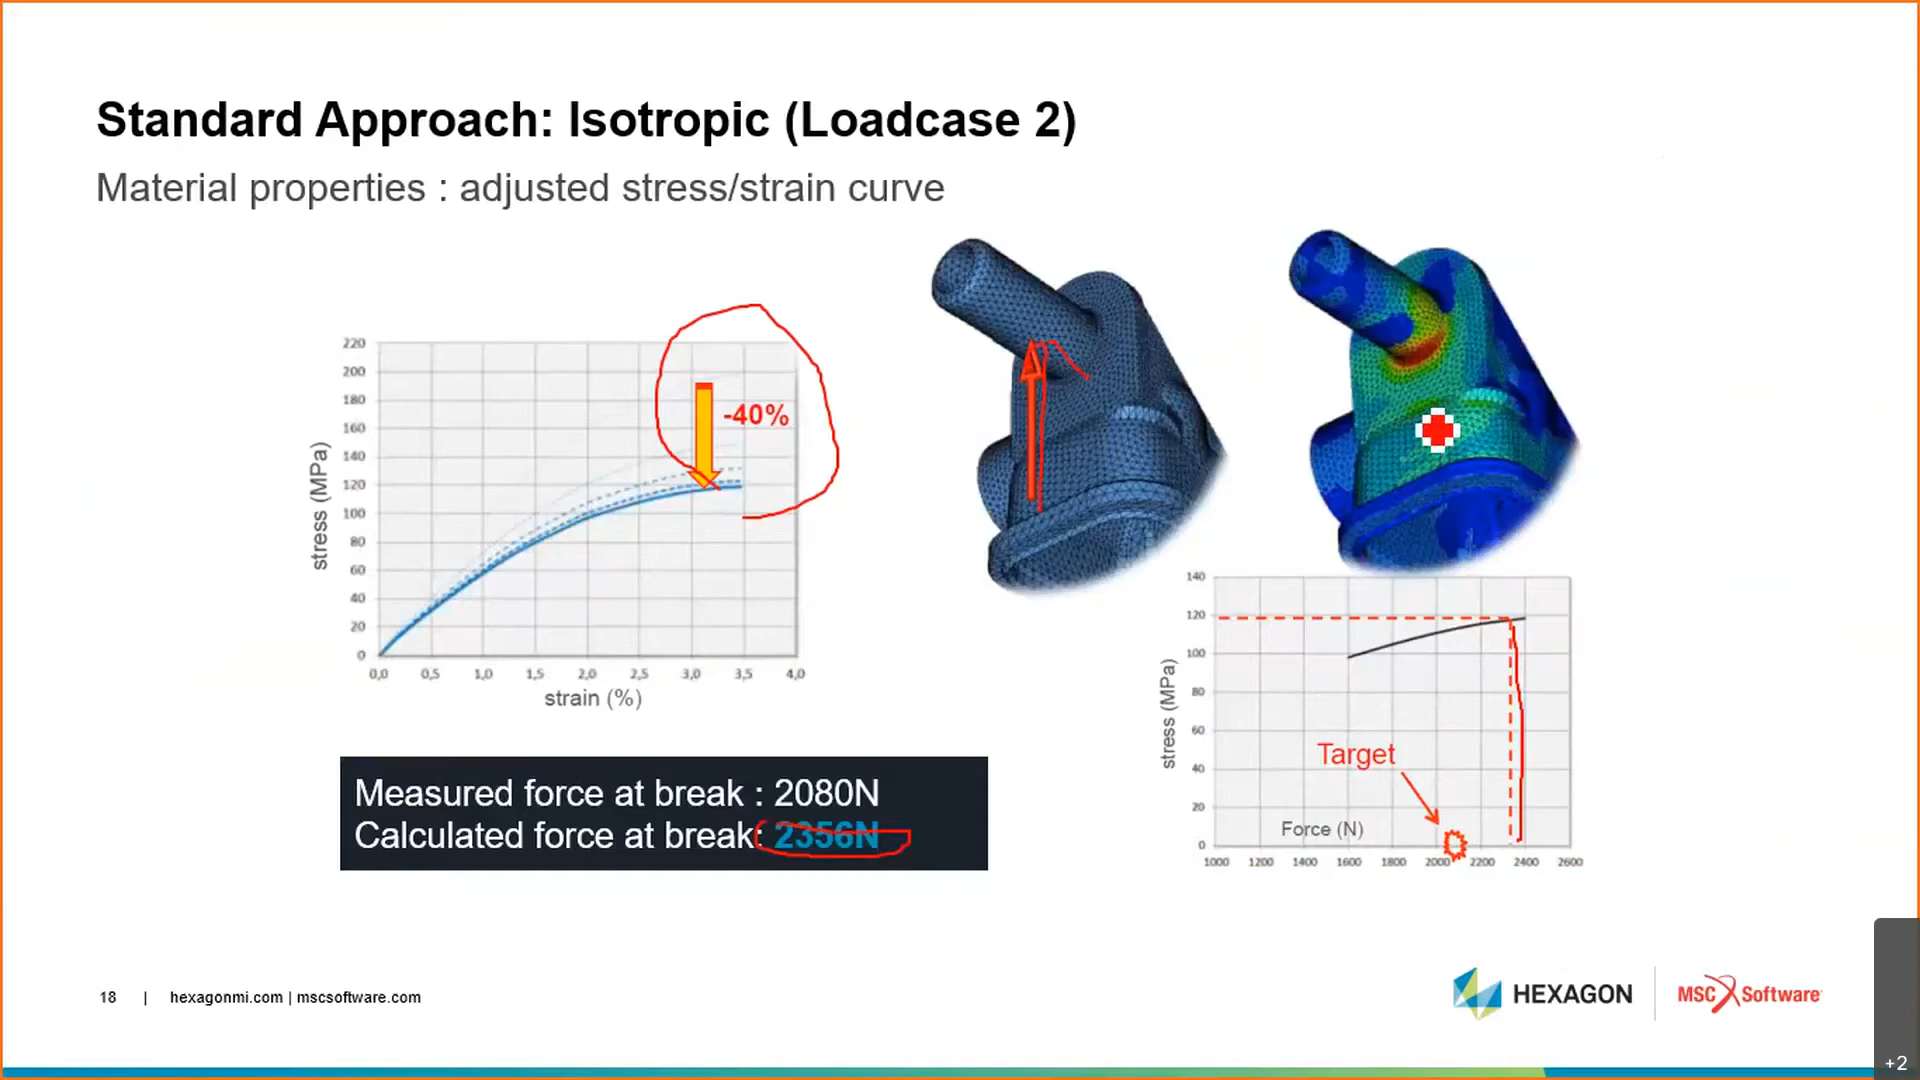 Standard Approach: Isotropic (Loadcase 2)
Material properties : adjusted stress/strain curve
220
200
180
160
140
120
100
80
60
40
20
0
stress (MPa)
-40%
0,0 0,5 1,0 1,5 2,0 2,5 3,0 3,5 4,0
strain (%)
140
120
100
80
60
40
20
0
stress (MPa)
Target
Force (N)
1000 1200 1400 1600 1800 2000 2200 2400 2600
Measured force at break : 2080N
Calculated force at break: 2356N
18 | hexagonmi.com | mscsoftware.com
HEXAGON
MSC Software
+2